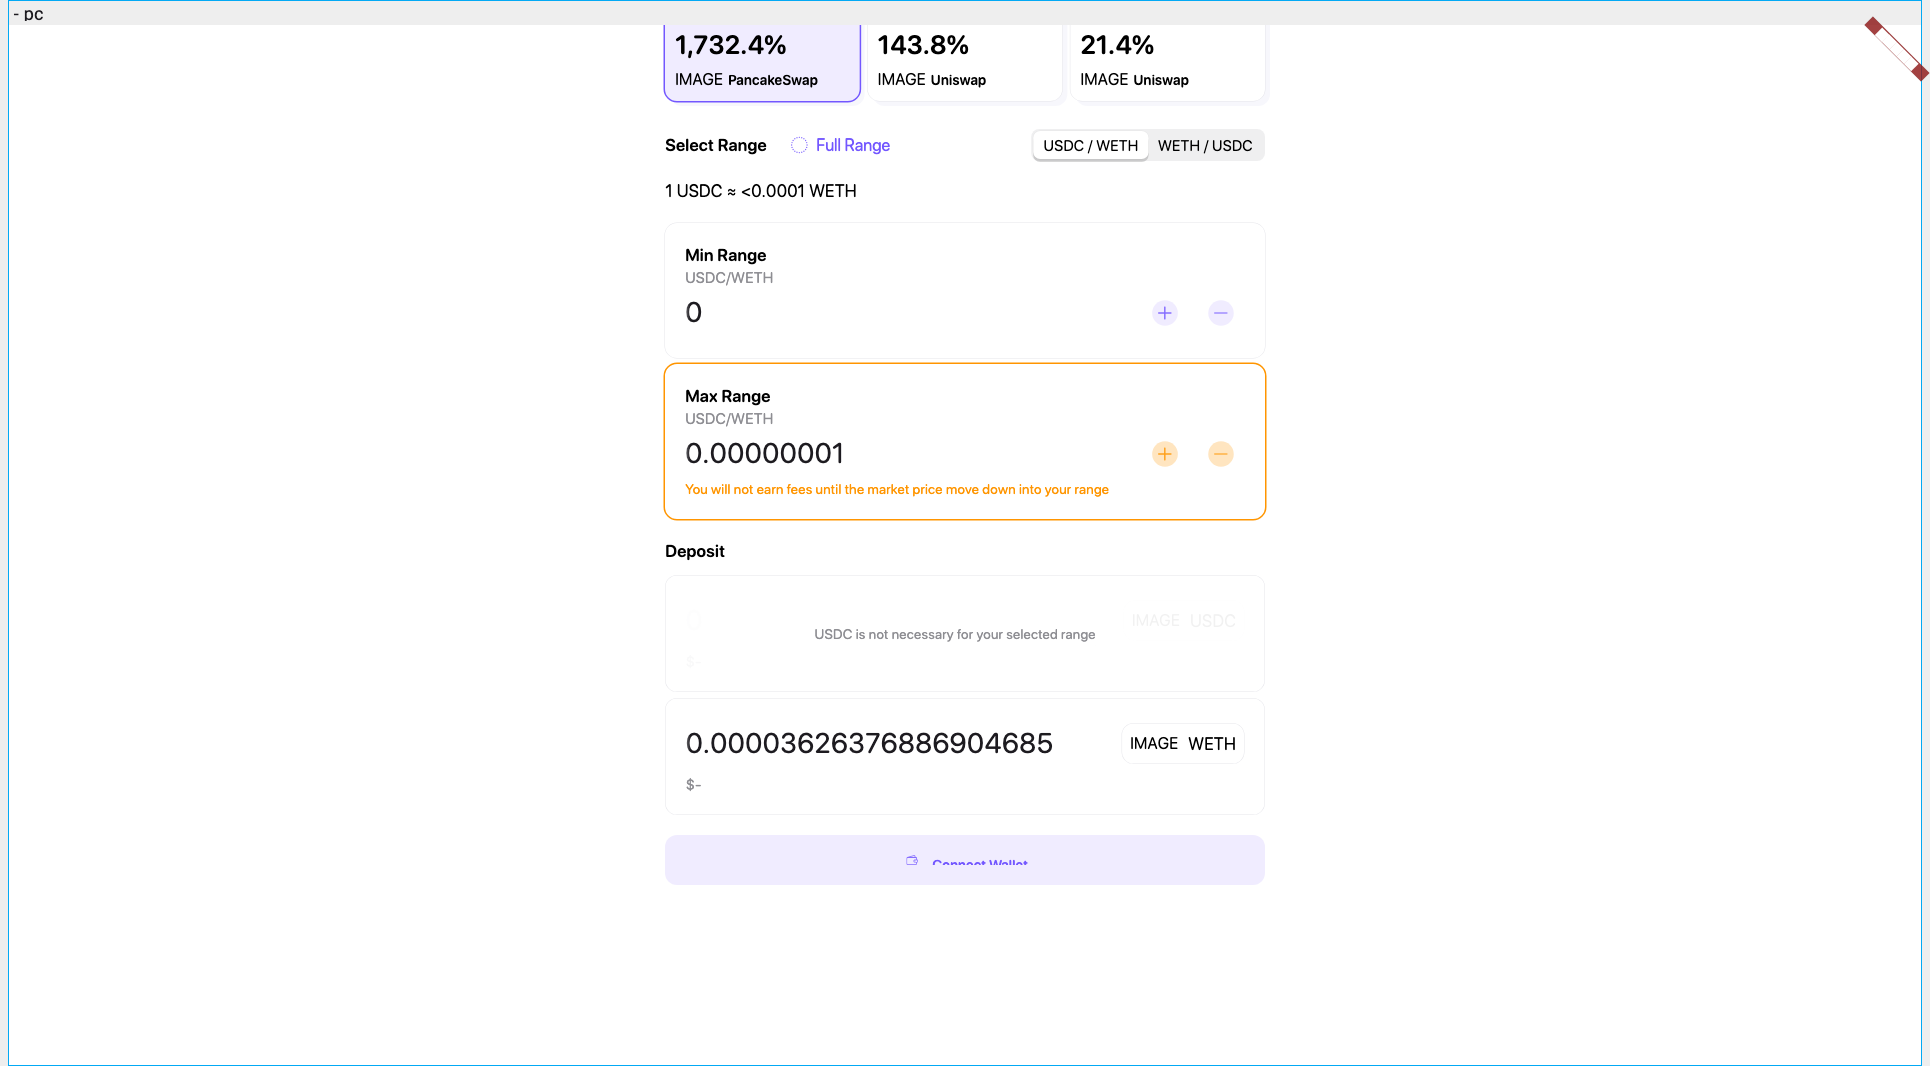 - pc
1,732.4%
143.8%
21.4%
IMAGE PancakeSwap
IMAGE Uniswap
IMAGE Uniswap
Select Range
Full Range
USDC / WETH
WETH / USDC
1 USDC ≈ <0.0001 WETH
Min Range
USDC/WETH
0
Max Range
USDC/WETH
0.00000001
You will not earn fees until the market price move down into your range
Deposit
0
IMAGE USDC
USDC is not necessary for your selected range
$-
0.00003626376886904685
IMAGE WETH
$-
Connect Wallet